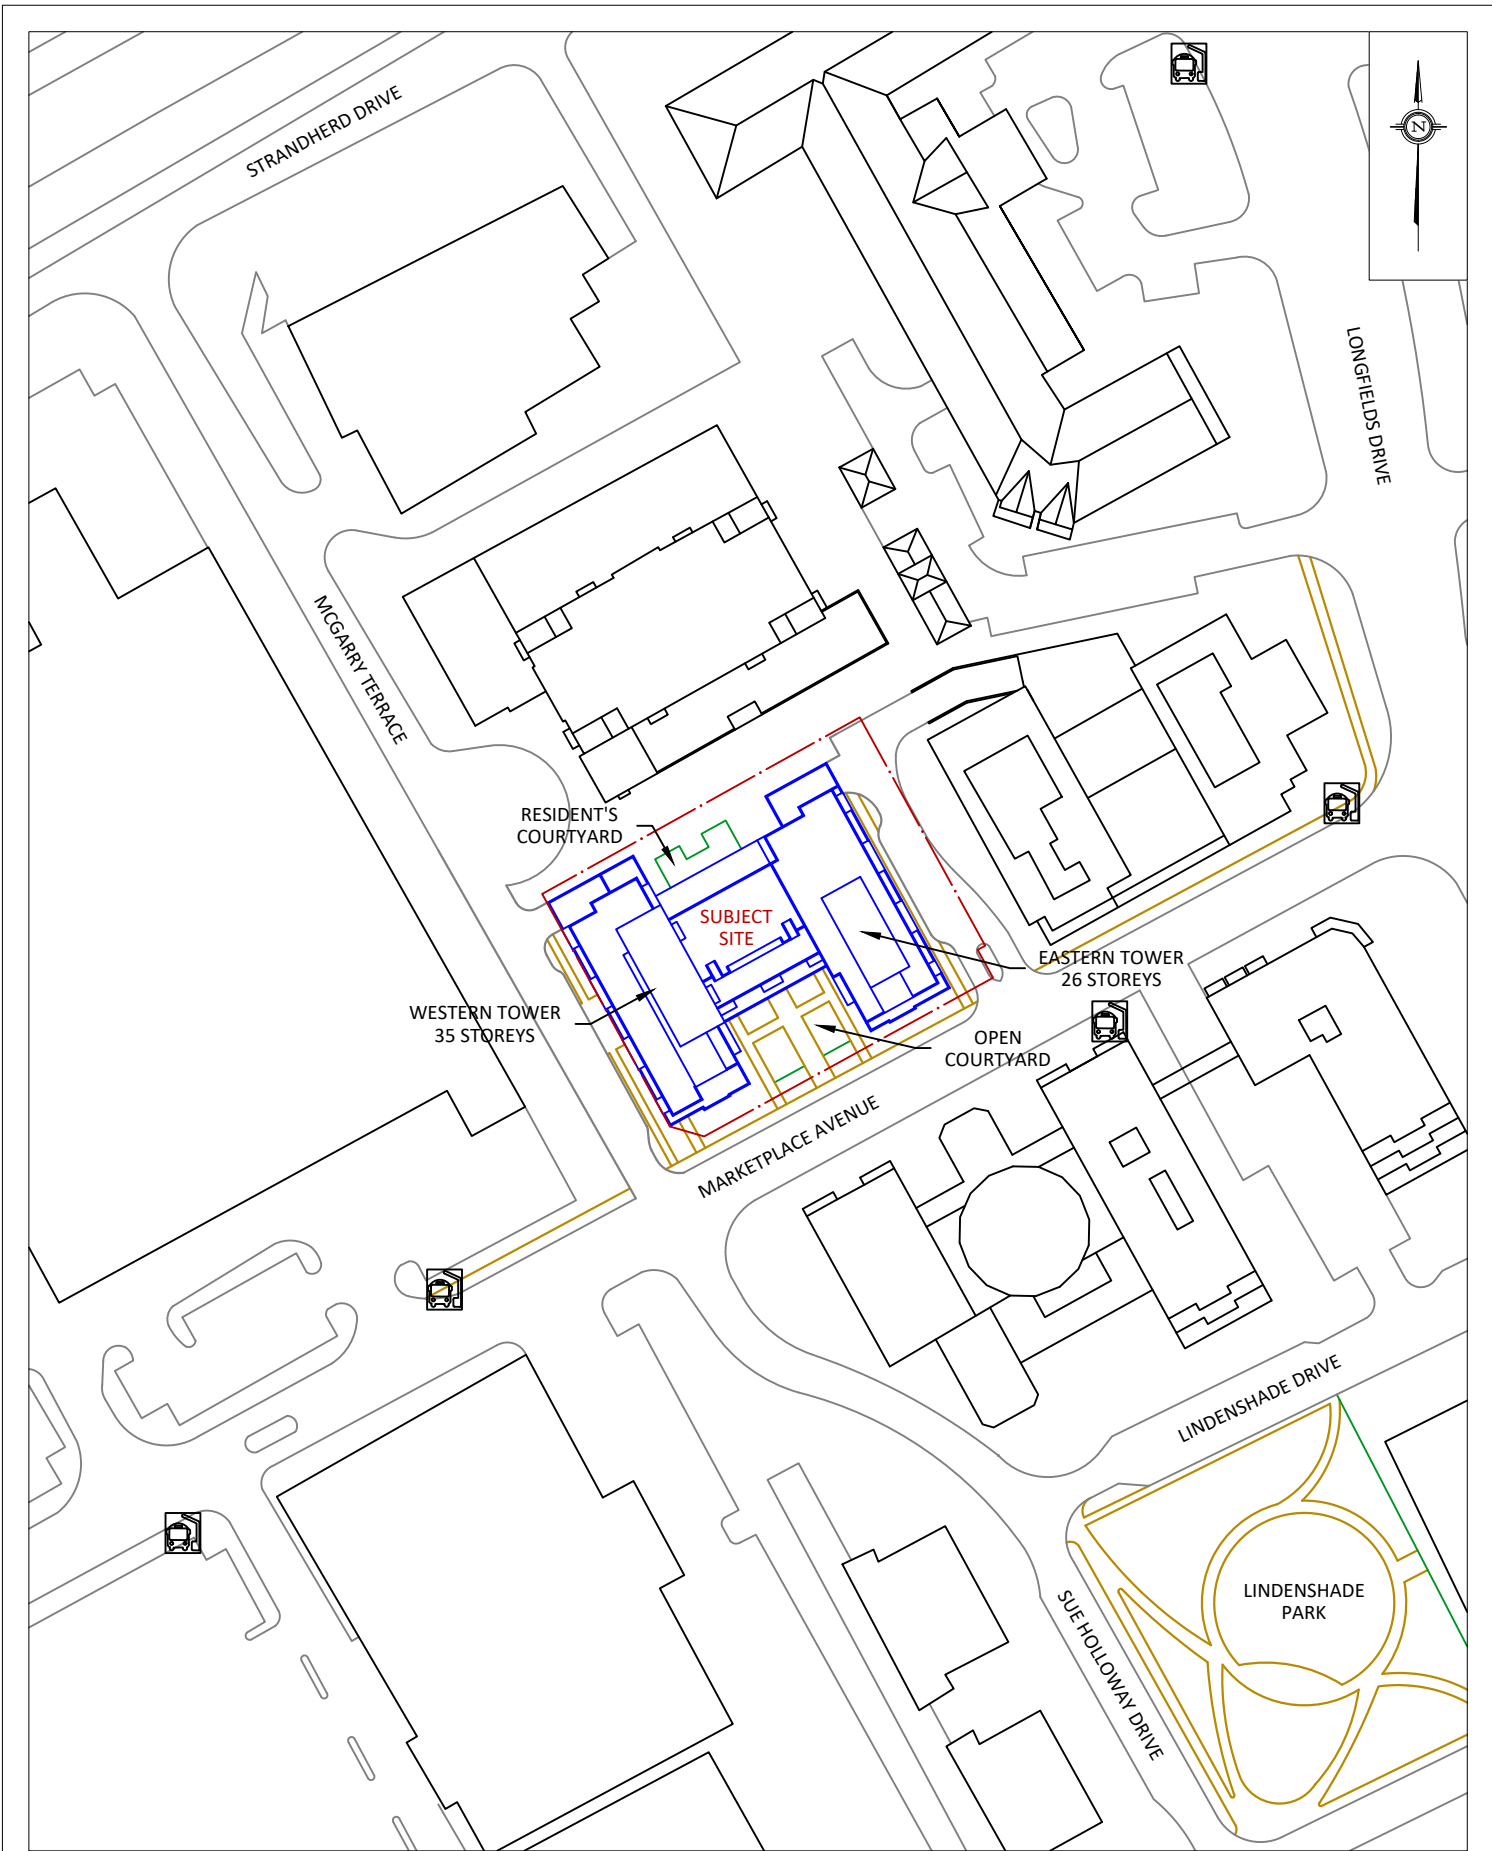 STRANDHERD DRIVE
N
LONGFIELDS DRIVE
MCGARRY TERRACE
RESIDENT'S
COURTYARD
SUBJECT
SITE
EASTERN TOWER
26 STOREYS
WESTERN TOWER
35 STOREYS
OPEN
COURTYARD
MARKETPLACE AVENUE
LINDENSHADE DRIVE
LINDENSHADE
PARK
SUE HOLLOWAY DRIVE